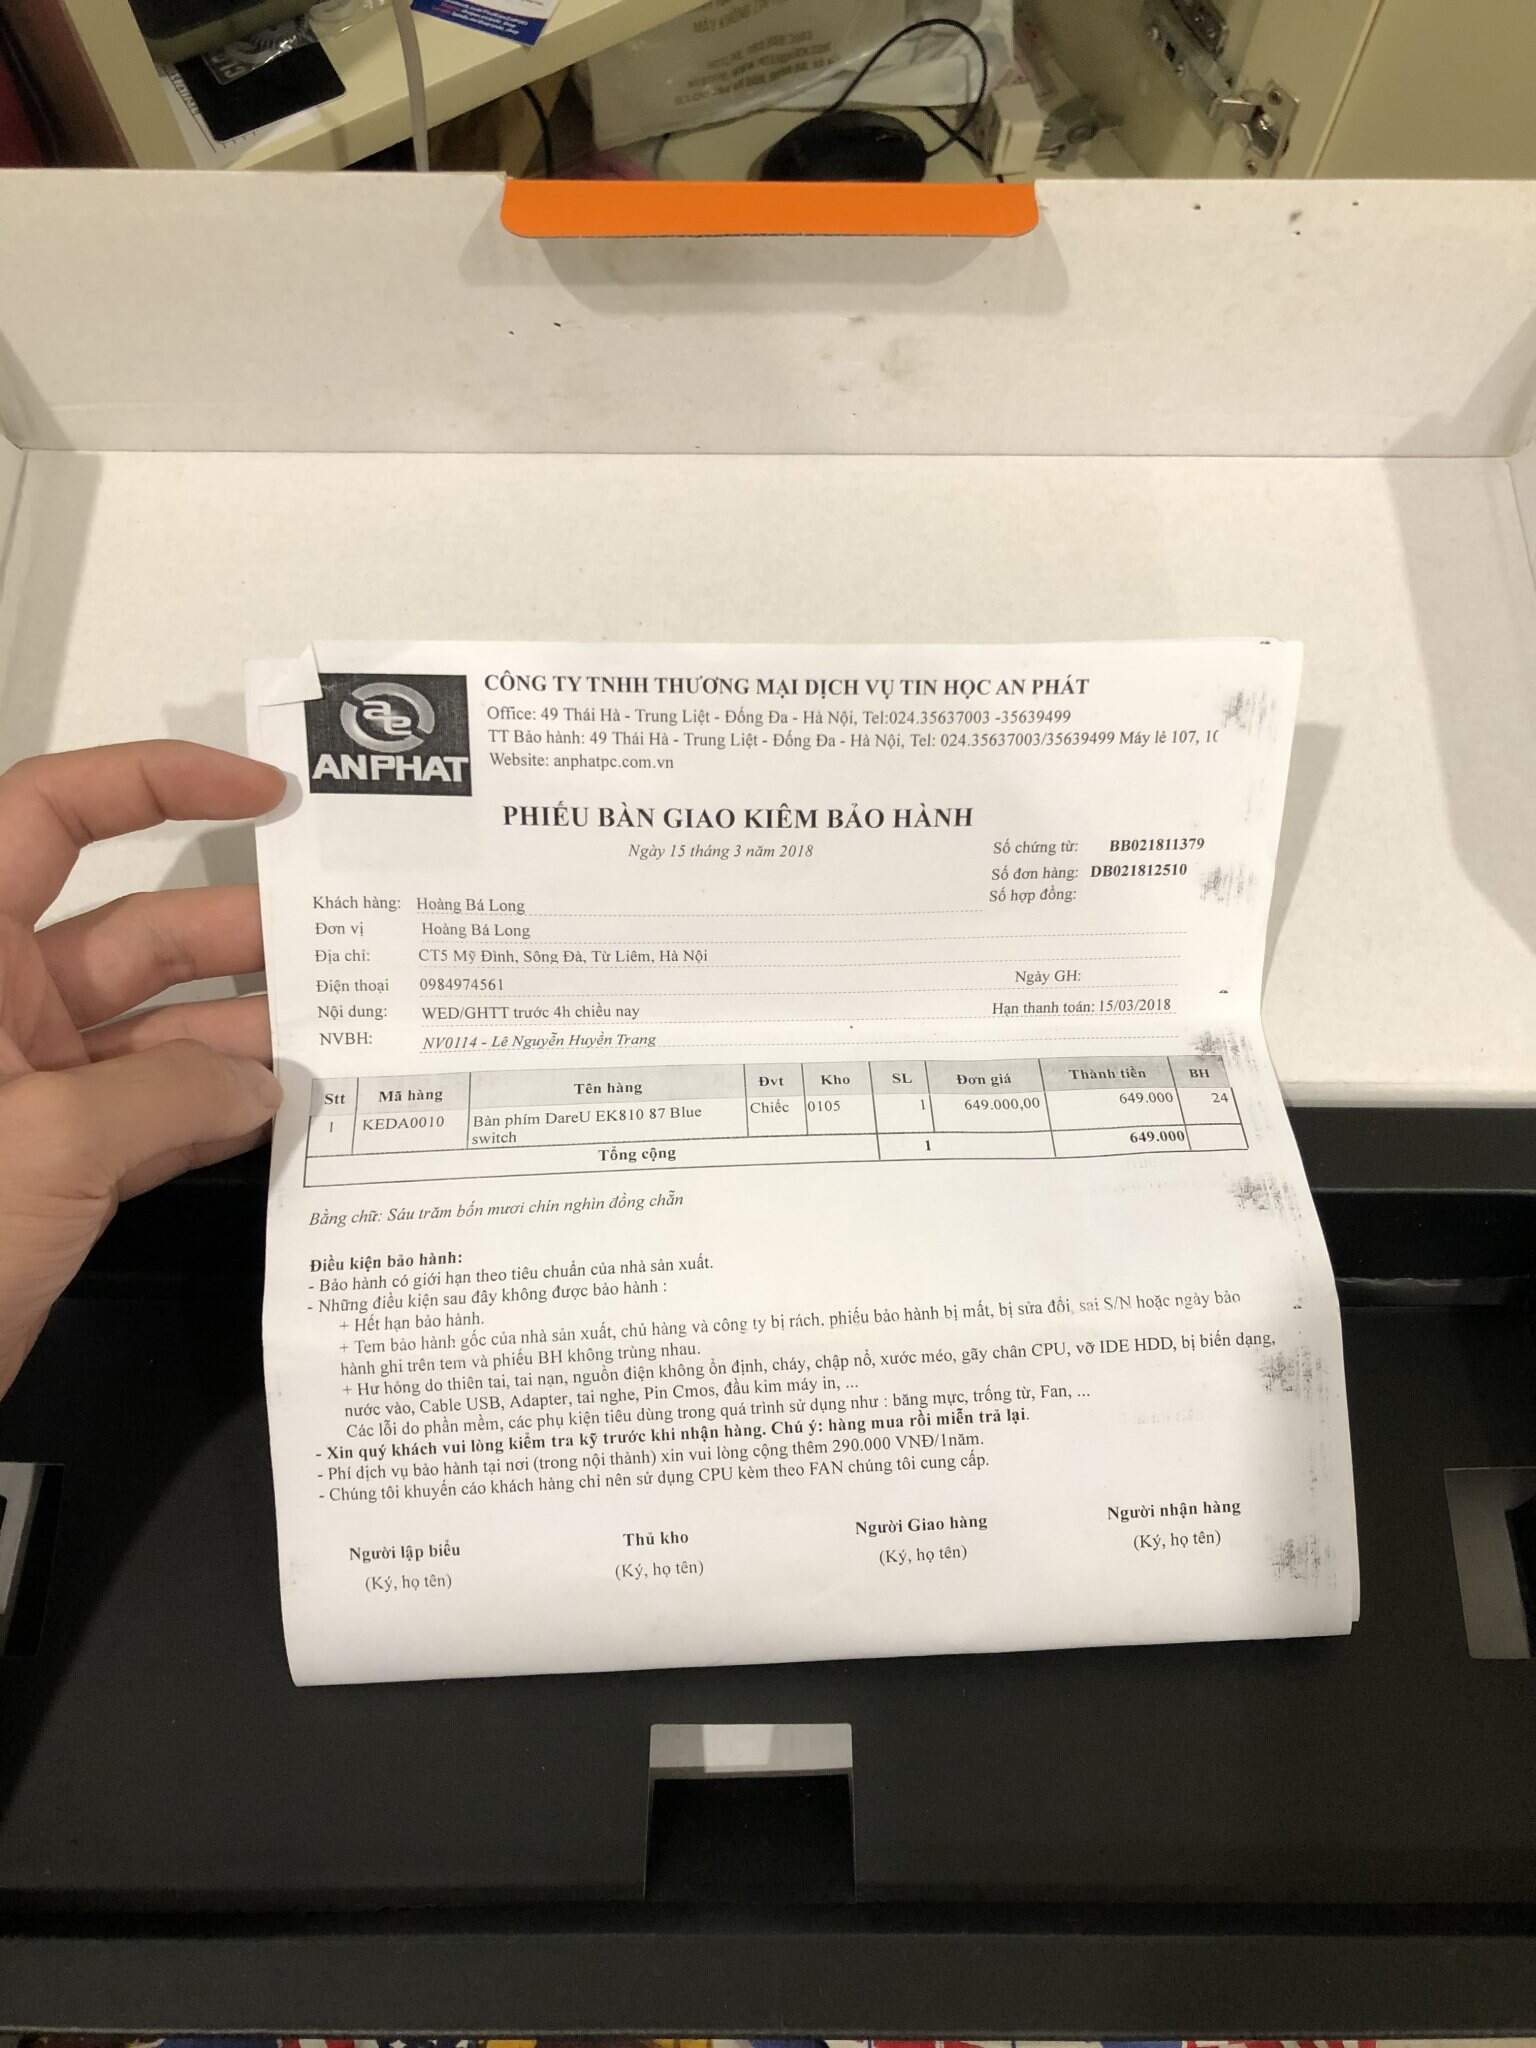 ae
ANPHAT
CÔNG TY TNHH THƯƠNG MẠI DỊCH VỤ TIN HỌC AN PHÁT
Office: 49 Thái Hà - Trung Liệt - Đống Đa - Hà Nội, Tel:024.35637003 -35639499
TT Bảo hành: 49 Thái Hà - Trung Liệt - Đống Đa - Hà Nội, Tel: 024.35637003/35639499 Máy lẻ 107, 10
Website: anphatpc.com.vn
PHIẾU BÀN GIAO KIÊM BẢO HÀNH
Ngày 15 tháng 3 năm 2018
Số chứng từ: BB021811379
Số đơn hàng: DB021812510
Số hợp đồng:
Khách hàng: Hoàng Bá Long
Đơn vị Hoàng Bá Long
Địa chỉ: CT5 Mỹ Đình, Sông Đà, Từ Liêm, Hà Nội
Điện thoại 0984974561 Ngày GH:
Nội dung: WED/GHTT trước 4h chiều nay Hạn thanh toán: 15/03/2018
NVBH: NV0114 - Lê Nguyễn Huyền Trang
Stt Mã hàng Tên hàng Đvt Kho SL Đơn giá Thành tiền BH
1 KEDA0010 Bàn phím DareU EK810 87 Blue Chiếc 0105 1 649.000,00 649.000 24
switch
Tổng cộng 1 649.000
Bằng chữ: Sáu trăm bốn mươi chín nghìn đồng chẵn
Điều kiện bảo hành:
- Bảo hành có giới hạn theo tiêu chuẩn của nhà sản xuất.
- Những điều kiện sau đây không được bảo hành :
+ Hết hạn bảo hành.
+ Tem bảo hành gốc của nhà sản xuất, chủ hàng và công ty bị rách, phiếu bảo hành bị mất, bị sửa đổi, sai S/N hoặc ngày bảo
hành ghi trên tem và phiếu BH không trùng nhau.
+ Hư hỏng do thiên tai, tai nạn, nguồn điện không ổn định, cháy, chập nổ, xước méo, gãy chân CPU, vỡ IDE HDD, bị biến dạng,
nước vào, Cable USB, Adapter, tai nghe, Pin Cmos, đầu kim máy in, ...
Các lỗi do phần mềm, các phụ kiện tiêu dùng trong quá trình sử dụng như : băng mực, trống từ, Fan, ...
- Xin quý khách vui lòng kiểm tra kỹ trước khi nhận hàng. Chú ý: hàng mua rồi miễn trả lại.
- Phí dịch vụ bảo hành tại nơi (trong nội thành) xin vui lòng cộng thêm 290.000 VNĐ/1năm.
- Chúng tôi khuyến cáo khách hàng chỉ nên sử dụng CPU kèm theo FAN chúng tôi cung cấp.
Người lập biểu Thủ kho Người Giao hàng Người nhận hàng
(Ký, họ tên) (Ký, họ tên) (Ký, họ tên) (Ký, họ tên)